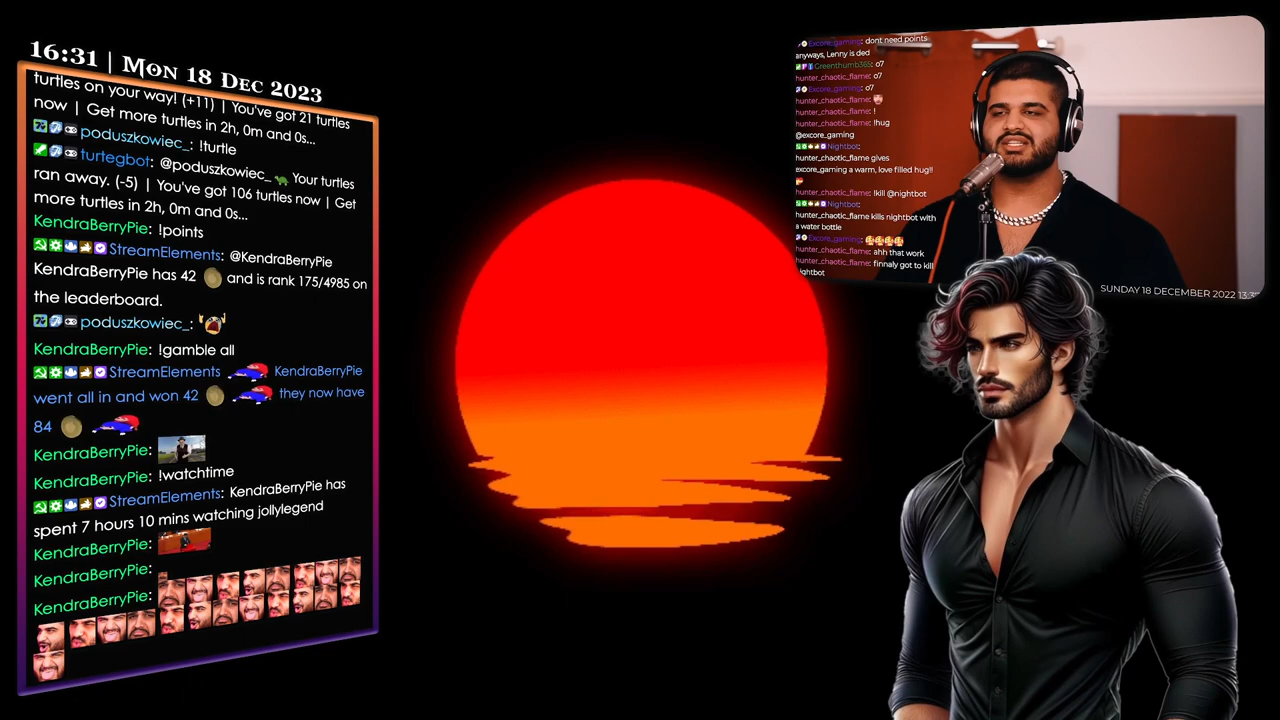 16:31 | Mon 18 Dec 2023
turtles on your way! (+11) | You've got 21 turtles
now | Get more turtles in 2h, 0m and 0s...
poduszkowiec_: !turtle
turtegbot: @poduszkowiec_ Your turtles
ran away. (-5) | You've got 106 turtles now | Get
more turtles in 2h, 0m and 0s...
KendraBerryPie: !points
StreamElements: @KendraBerryPie
KendraBerryPie has 42 and is rank 175/4985 on
the leaderboard.
poduszkowiec_:
KendraBerryPie: !gamble all
StreamElements KendraBerryPie
went all in and won 42 they now have
84
KendraBerryPie:
KendraBerryPie: !watchtime
StreamElements: KendraBerryPie has
spent 7 hours 10 mins watching jollylegend
KendraBerryPie:
KendraBerryPie:
KendraBerryPie:
Excore_gaming: dont need points
anyways, Lenny is ded
Greenthumb365: o7
hunter_chaotic_flame: o7
Excore_gaming: o7
hunter_chaotic_flame:
hunter_chaotic_flame: !
hunter_chaotic_flame: !hug
@excore_gaming
Nightbot:
hunter_chaotic_flame gives
excore_gaming a warm, love filled hug!!
hunter_chaotic_flame: !kill @nightbot
Nightbot:
hunter_chaotic_flame kills nightbot with
a water bottle
Excore_gaming:
hunter_chaotic_flame: ahh that work
hunter_chaotic_flame: finnaly got to kill
nightbot
SUNDAY 18 DECEMBER 2022